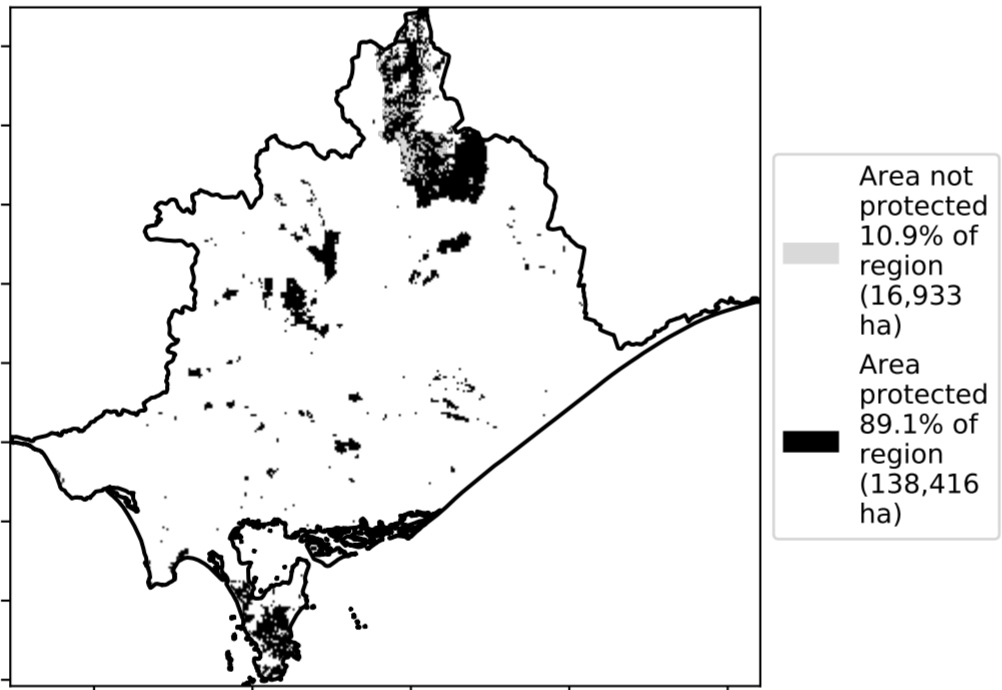 Area not
protected
10.9% of
region
(16,933
ha)
Area
protected
89.1% of
region
(138,416
ha)